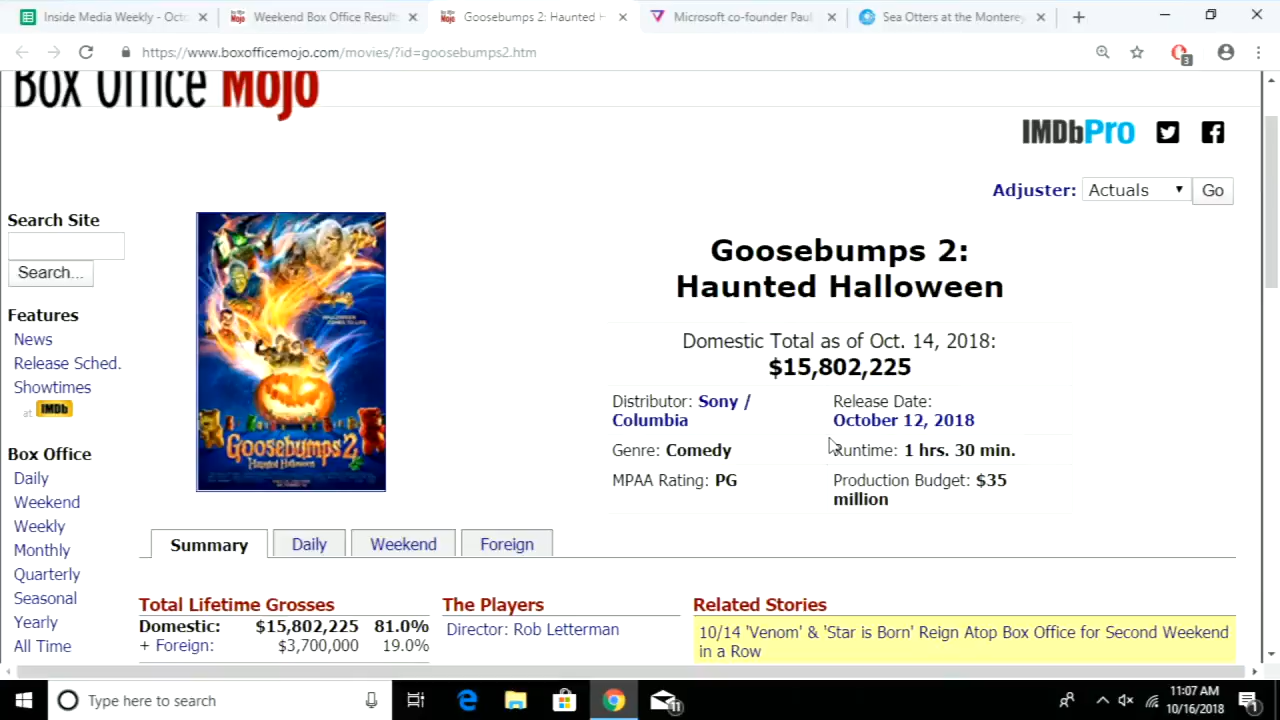 Inside Media Weekly - Octo
Weekend Box Office Results
Goosebumps 2: Haunted H
Microsoft co-founder Paul
Sea Otters at the Monterey
https://www.boxofficemojo.com/movies/?id=goosebumps2.htm
3
Box Office Mojo
IMDbPro
Adjuster: Actuals Go
Search Site
Search...
Features
News
Release Sched.
Showtimes
at IMDb
Box Office
Daily
Weekend
Weekly
Monthly
Quarterly
Seasonal
Yearly
All Time
Goosebumps 2
Haunted Halloween
Goosebumps 2:
Haunted Halloween
Domestic Total as of Oct. 14, 2018:
$15,802,225
Distributor: Sony /
Columbia
Release Date:
October 12, 2018
Genre: Comedy
Runtime: 1 hrs. 30 min.
MPAA Rating: PG
Production Budget: $35
million
Summary Daily Weekend Foreign
Total Lifetime Grosses
Domestic: $15,802,225 81.0%
+ Foreign: $3,700,000 19.0%
The Players
Director: Rob Letterman
Related Stories
10/14 'Venom' & 'Star is Born' Reign Atop Box Office for Second Weekend
in a Row
Type here to search
11
11:07 AM
10/16/2018
1